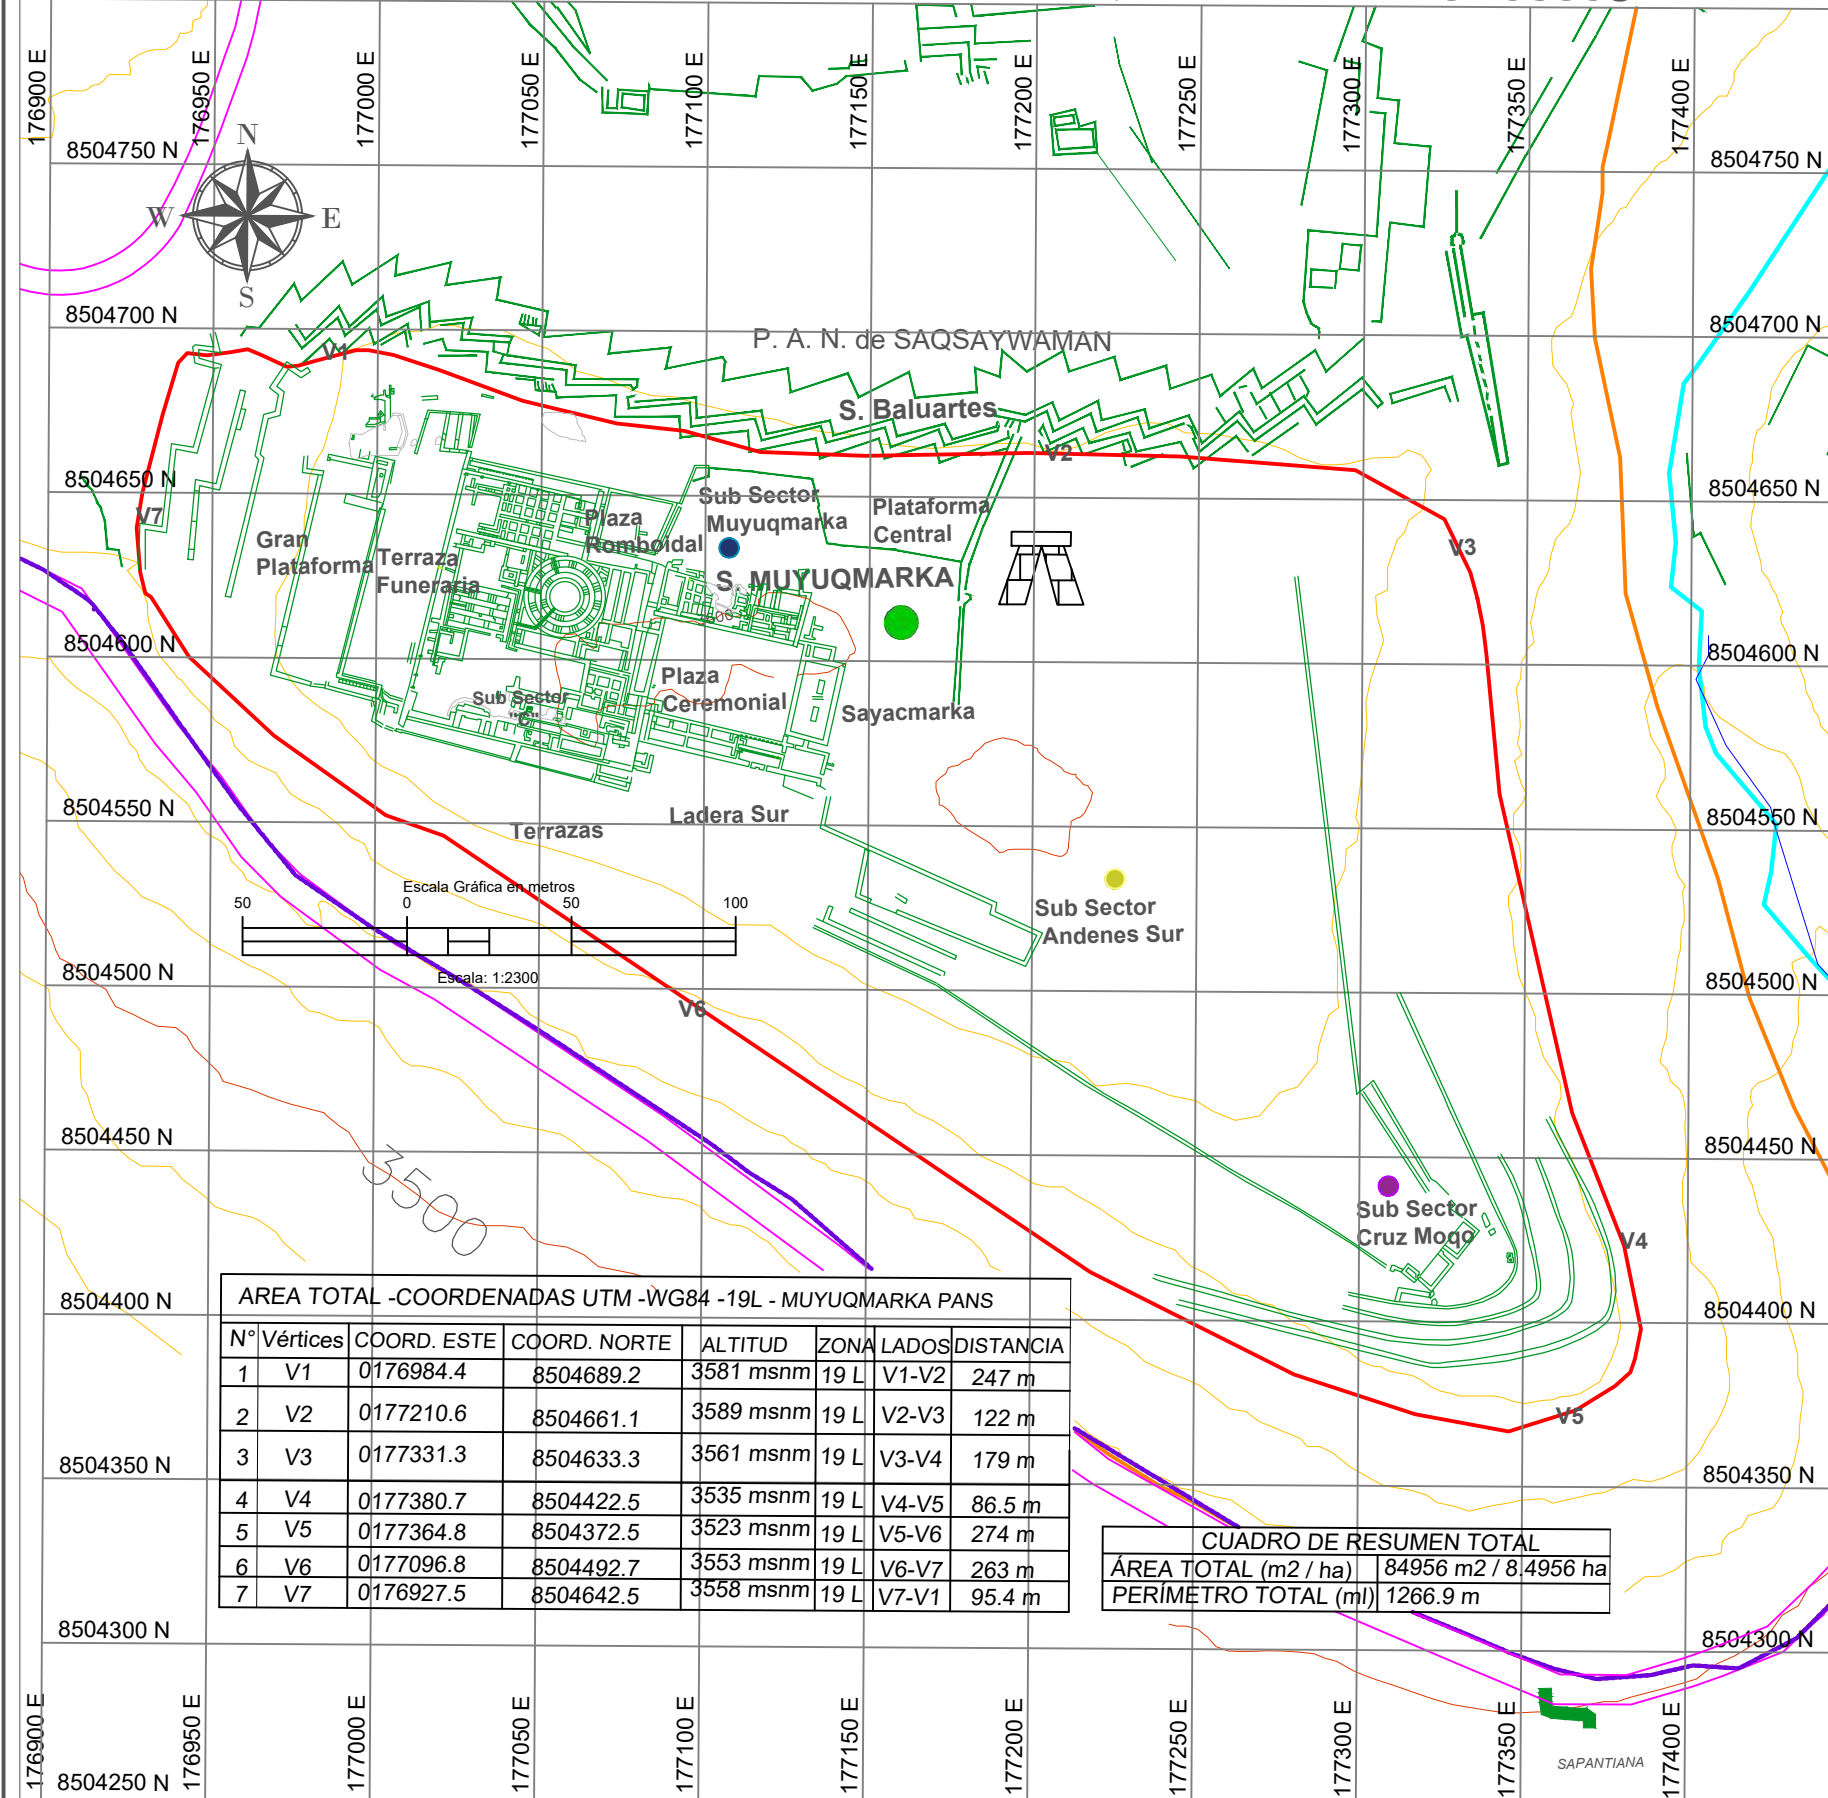 176900 E
176950 E
177000 E
177050 E
177100 E
177150 E
177200 E
177250 E
177300 E
177350 E
177400 E
8504750 N
8504750 N
N
W
E
S
8504700 N
8504700 N
P. A. N. de SAQSAYWAMAN
V1
S. Baluartes
V2
8504650 N
8504650 N
V7
V3
Gran
Plataforma
Terraza
Funeraria
Plaza
Romboidal
Sub Sector
Muyuqmarka
Plataforma
Central
S. MUYUQMARKA
8504600 N
8504600 N
Sub Sector
"C"
Plaza
Ceremonial
Sayacmarka
8504550 N
8504550 N
Terrazas
Ladera Sur
Escala Gráfica en metros
50 0 50 100
Escala: 1:2300
Sub Sector
Andenes Sur
8504500 N
8504500 N
V6
8504450 N
8504450 N
3500
Sub Sector
Cruz Moqo
V4
8504400 N
8504400 N
AREA TOTAL -COORDENADAS UTM -WG84 -19L - MUYUQMARKA PANS
N° Vértices COORD. ESTE COORD. NORTE ALTITUD ZONA LADOS DISTANCIA
1 V1 0176984.4 8504689.2 3581 msnm 19 L V1-V2 247 m
2 V2 0177210.6 8504661.1 3589 msnm 19 L V2-V3 122 m
3 V3 0177331.3 8504633.3 3561 msnm 19 L V3-V4 179 m
4 V4 0177380.7 8504422.5 3535 msnm 19 L V4-V5 86.5 m
5 V5 0177364.8 8504372.5 3523 msnm 19 L V5-V6 274 m
6 V6 0177096.8 8504492.7 3553 msnm 19 L V6-V7 263 m
7 V7 0176927.5 8504642.5 3558 msnm 19 L V7-V1 95.4 m
V5
8504350 N
8504350 N
CUADRO DE RESUMEN TOTAL
ÁREA TOTAL (m2 / ha) 84956 m2 / 8.4956 ha
PERÍMETRO TOTAL (ml) 1266.9 m
8504300 N
8504300 N
176900 E
176950 E
177000 E
177050 E
177100 E
177150 E
177200 E
177250 E
177300 E
177350 E
177400 E
8504250 N
SAPANTIANA